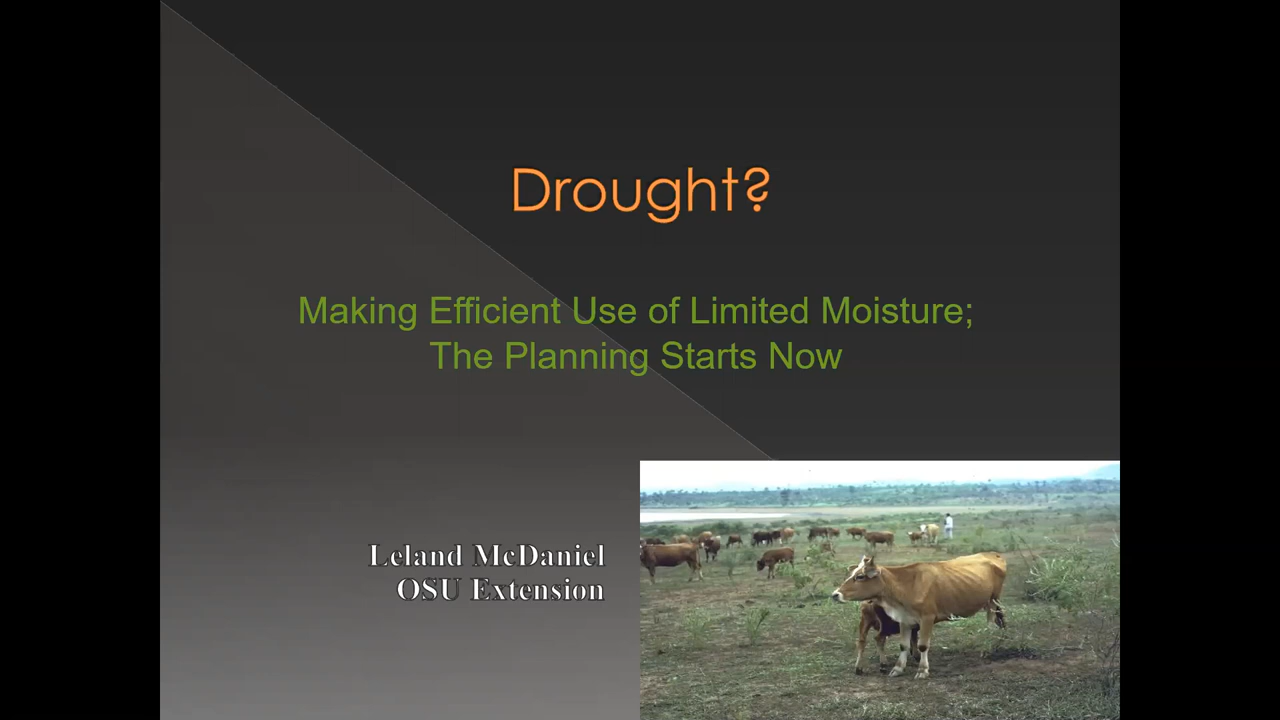 Drought?
Making Efficient Use of Limited Moisture;
The Planning Starts Now
Leland McDaniel
OSU Extension